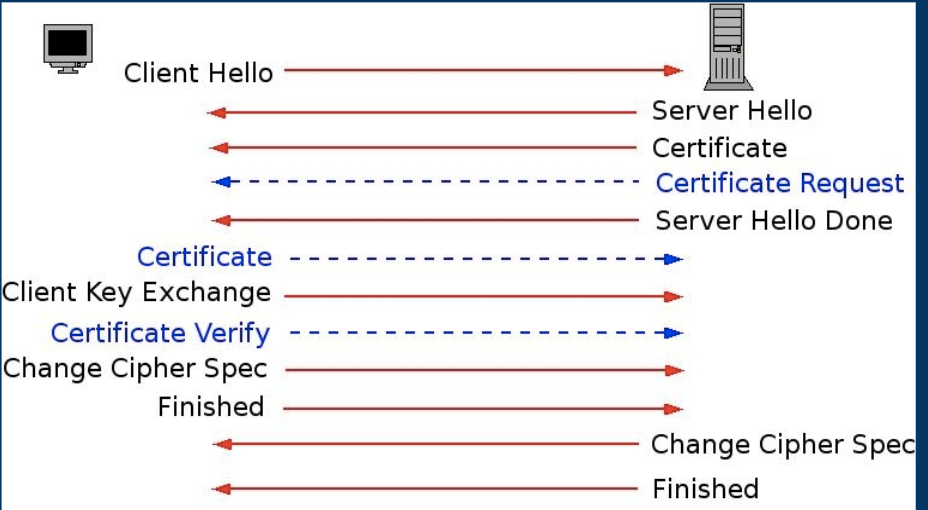 Client Hello
Server Hello
Certificate
Certificate Request
Server Hello Done
Certificate
Client Key Exchange
Certificate Verify
Change Cipher Spec
Finished
Change Cipher Spec
Finished